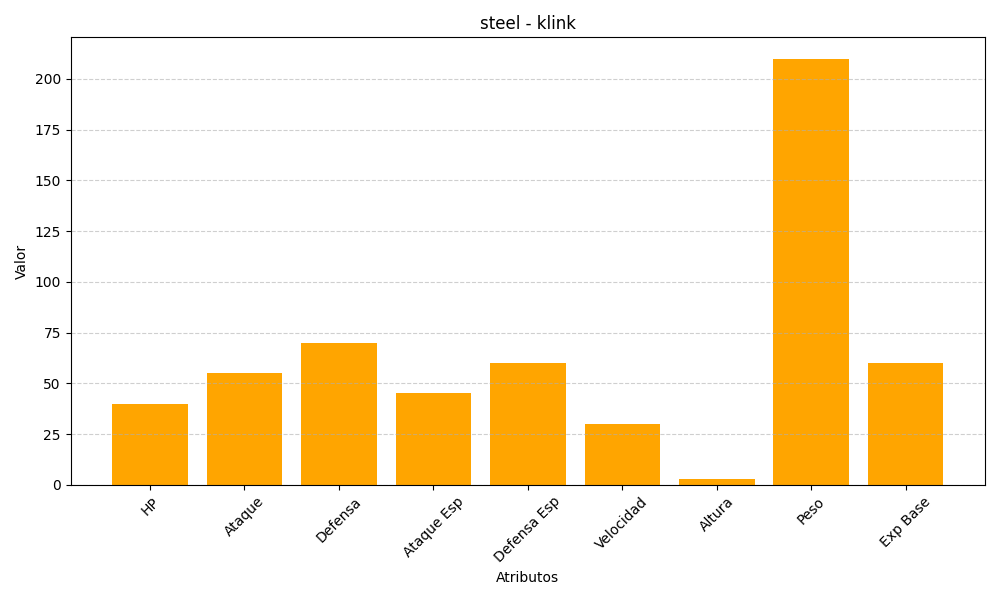 steel - klink
Valor
200
175
150
125
100
75
50
25
0
HP
Ataque
Defensa
Ataque Esp
Defensa Esp
Velocidad
Altura
Peso
Exp Base
Atributos